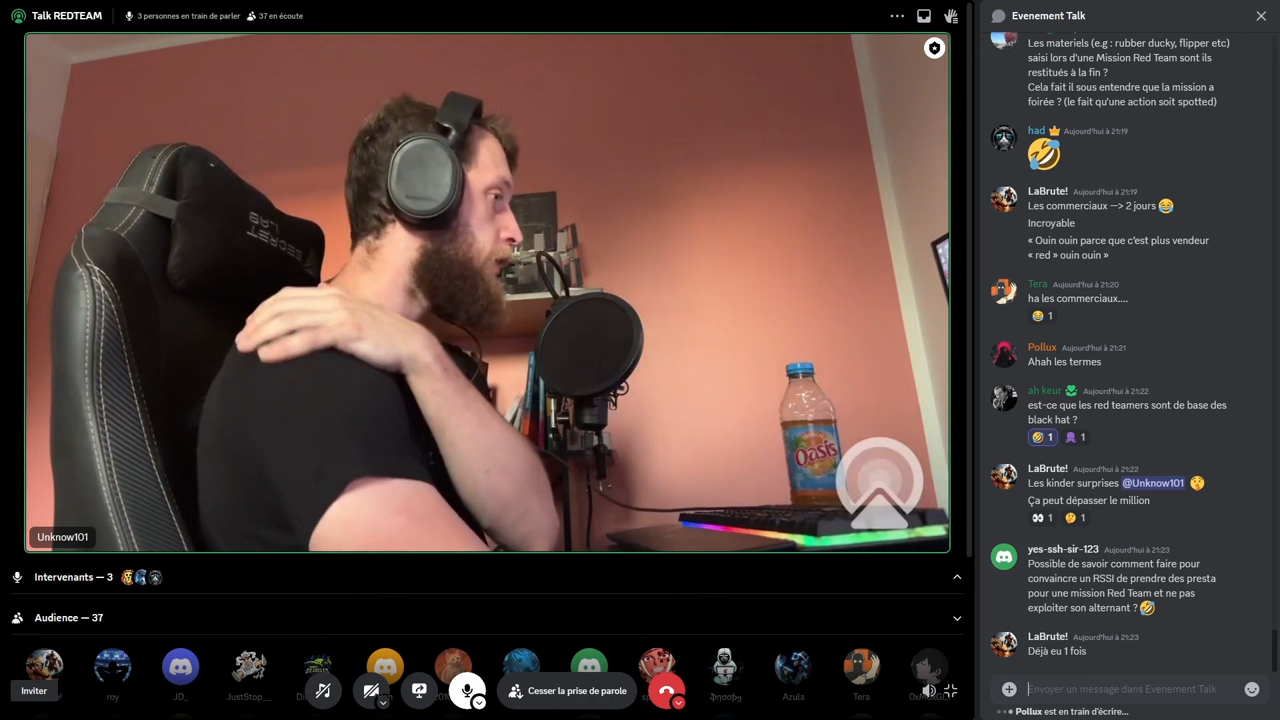 Talk REDTEAM
3 personnes en train de parler
37 en écoute
SECRET
LAB
Oasis
Unknow101
Intervenants — 3
Audience — 37
roy
JD_
JustStop__
Azula
Tera
Inviter
Cesser la prise de parole
Evenement Talk
Les materiels (e.g : rubber ducky, flipper etc)
saisi lors d'une Mission Red Team sont ils
restitués à la fin ?
Cela fait il sous entendre que la mission a
foirée ? (le fait qu'une action soit spotted)
had Aujourd'hui à 21:19
🤣
LaBrute! Aujourd'hui à 21:19
Les commerciaux —> 2 jours 😂
Incroyable
« Ouin ouin parce que c'est plus vendeur
« red » ouin ouin »
Tera Aujourd'hui à 21:20
ha les commerciaux....
😂 1
Pollux Aujourd'hui à 21:21
Ahah les termes
ah keur Aujourd'hui à 21:22
est-ce que les red teamers sont de base des
black hat ?
🤣 1 1
LaBrute! Aujourd'hui à 21:22
Les kinder surprises @Unknow101 🤫
Ça peut dépasser le million
👀 1 🤔 1
yes-ssh-sir-123 Aujourd'hui à 21:23
Possible de savoir comment faire pour
convaincre un RSSI de prendre des presta
pour une mission Red Team et ne pas
exploiter son alternant ? 🤣
LaBrute! Aujourd'hui à 21:23
Déjà eu 1 fois
Envoyer un message dans Evenement Talk
Pollux est en train d'écrire...